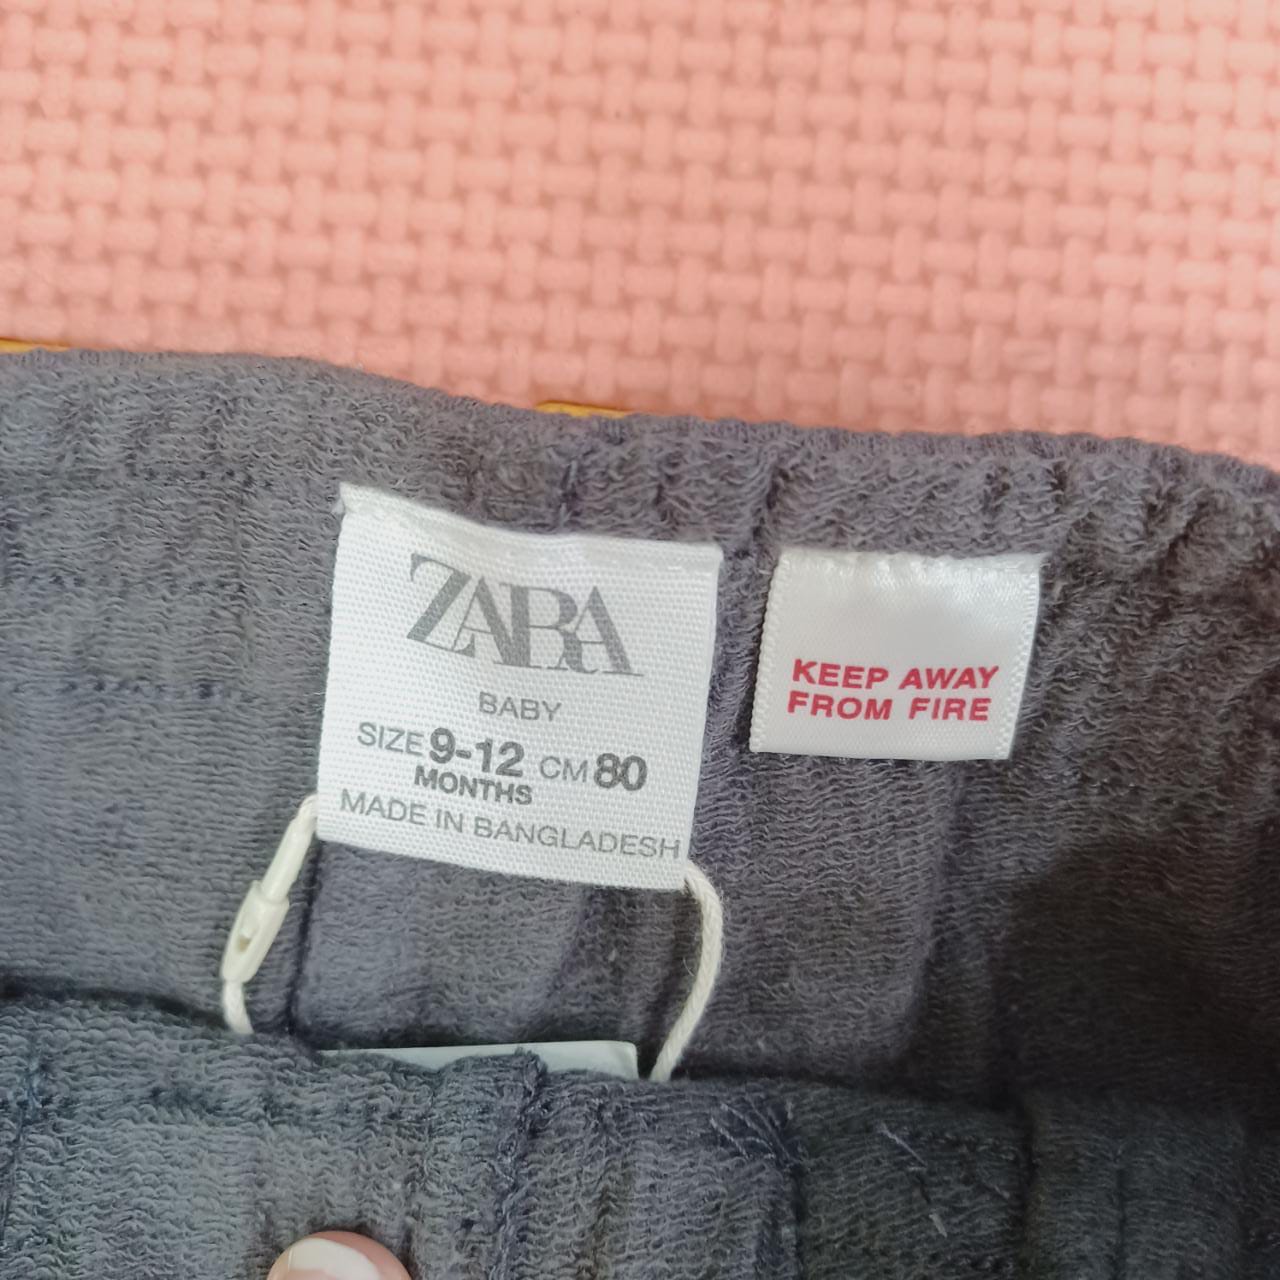 ZARA
BABY
SIZE 9-12 CM 80
MONTHS
MADE IN BANGLADESH
KEEP AWAY
FROM FIRE